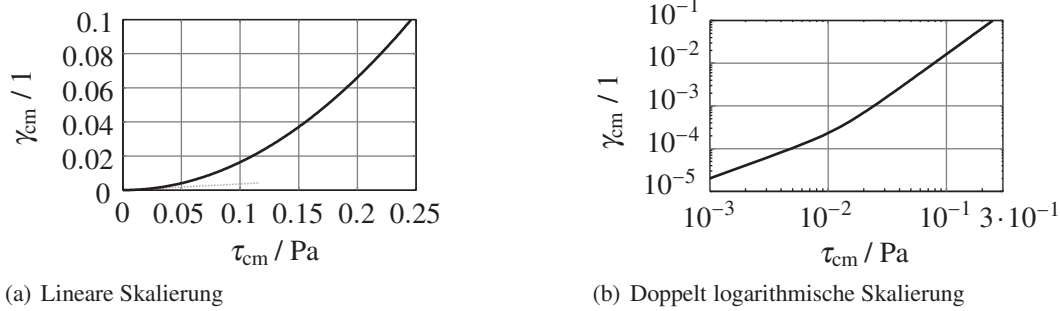 0.1
0.08
0.06
0.04
0.02
0
γcm / 1
0 0.05 0.1 0.15 0.2 0.25
τcm / Pa
(a) Lineare Skalierung
10⁻¹
10⁻²
10⁻³
10⁻⁴
10⁻⁵
γcm / 1
10⁻³ 10⁻² 10⁻¹ 3·10⁻¹
τcm / Pa
(b) Doppelt logarithmische Skalierung